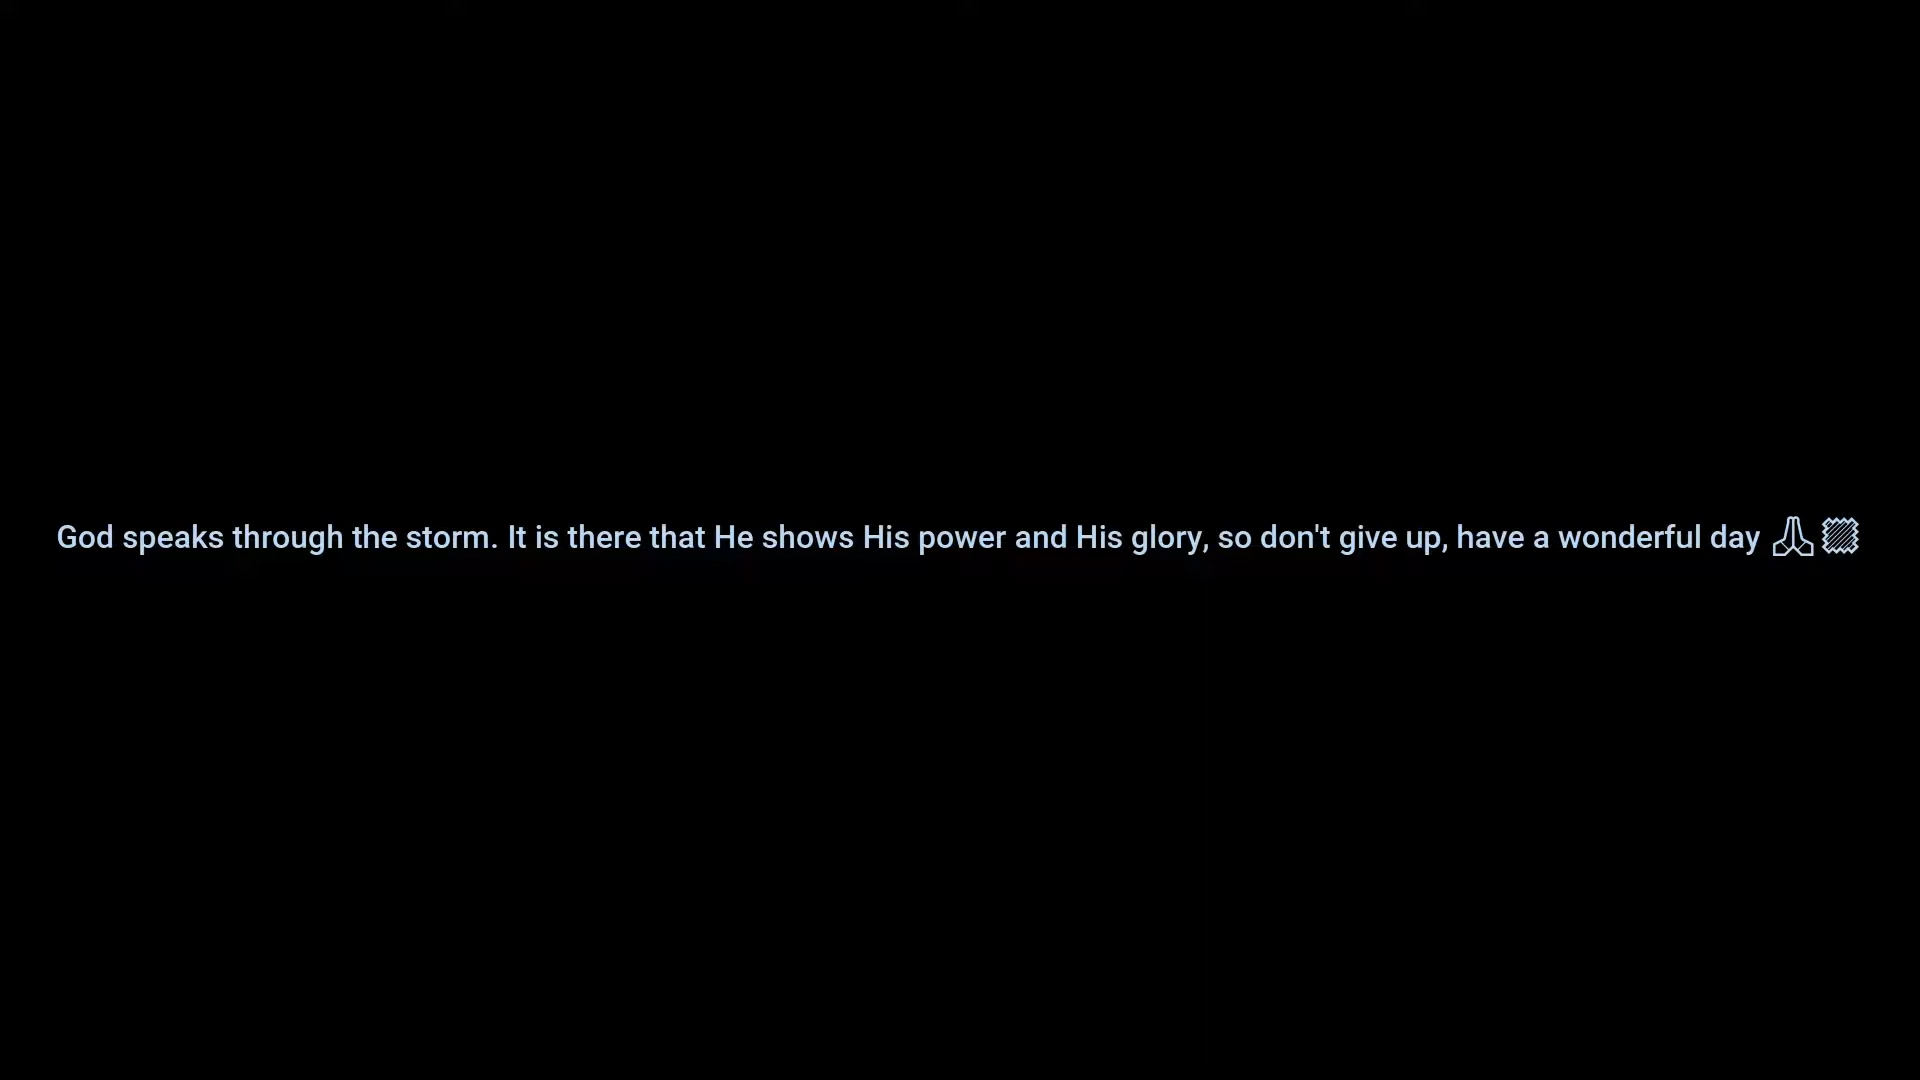 God speaks through the storm. It is there that He shows His power and His glory, so don't give up, have a wonderful day 🙏🏽